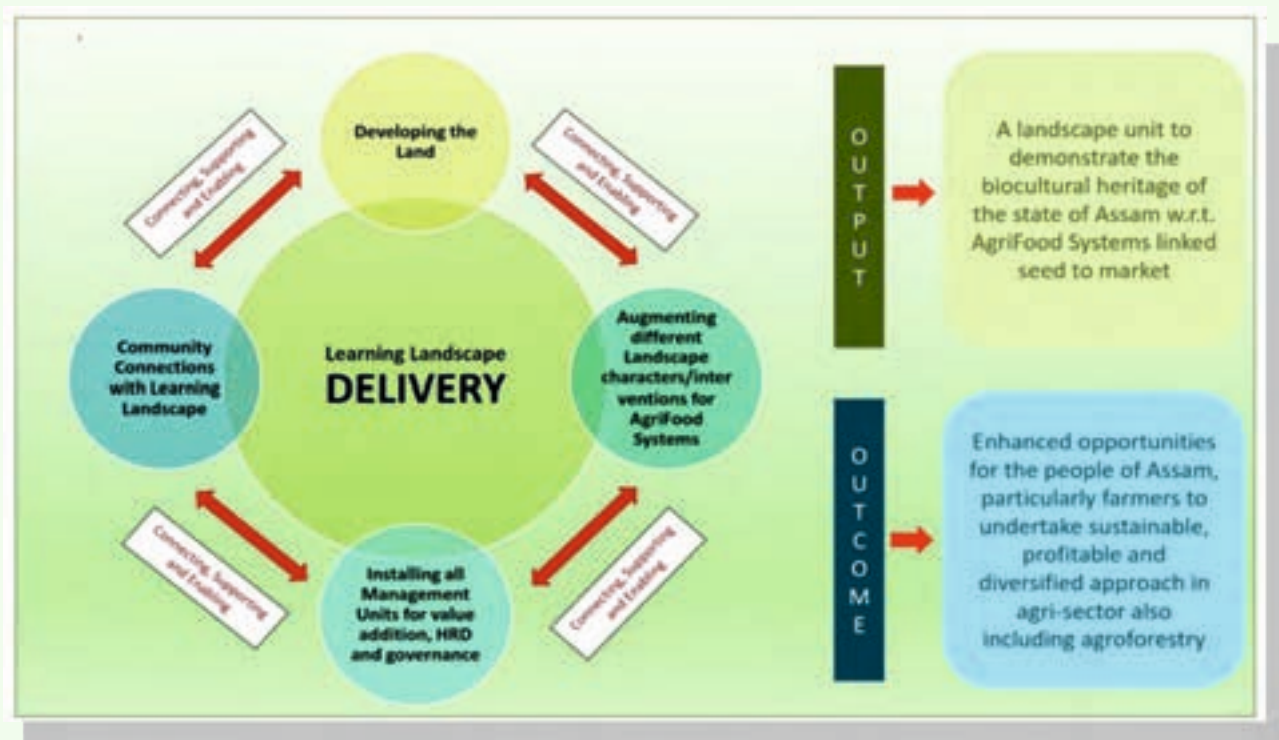 Developing the
Land
Connecting, Supporting
and Enabling
Connecting, Supporting
and Enabling
Community
Connections
with Learning
Landscape
Learning Landscape
DELIVERY
Augmenting
different
Landscape
characters/inter
ventions for
AgriFood
Systems
Connecting, Supporting
and Enabling
Connecting, Supporting
and Enabling
Installing all
Management
Units for value
addition, HRD
and governance
OUTPUT
A landscape unit to
demonstrate the
biocultural heritage of
the state of Assam w.r.t.
AgriFood Systems linked
seed to market
OUTCOME
Enhanced opportunities
for the people of Assam,
particularly farmers to
undertake sustainable,
profitable and
diversified approach in
agri-sector also
including agroforestry